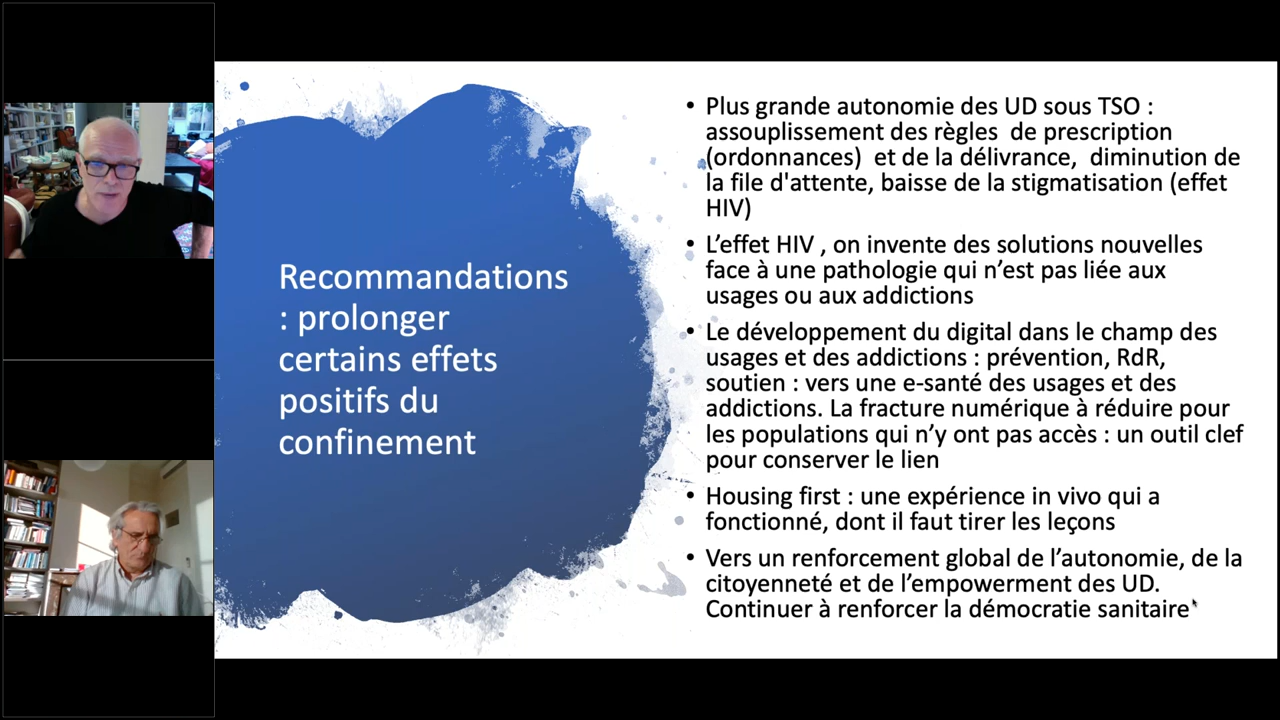 Recommandations
: prolonger
certains effets
positifs du
confinement
• Plus grande autonomie des UD sous TSO :
assouplissement des règles  de prescription
(ordonnances)  et de la délivrance,  diminution de
la file d'attente, baisse de la stigmatisation (effet
HIV)
• L’effet HIV , on invente des solutions nouvelles
face à une pathologie qui n’est pas liée aux
usages ou aux addictions
• Le développement du digital dans le champ des
usages et des addictions : prévention, RdR,
soutien : vers une e-santé des usages et des
addictions. La fracture numérique à réduire pour
les populations qui n’y ont pas accès : un outil clef
pour conserver le lien
• Housing first : une expérience in vivo qui a
fonctionné, dont il faut tirer les leçons
• Vers un renforcement global de l’autonomie, de la
citoyenneté et de l’empowerment des UD.
Continuer à renforcer la démocratie sanitaire